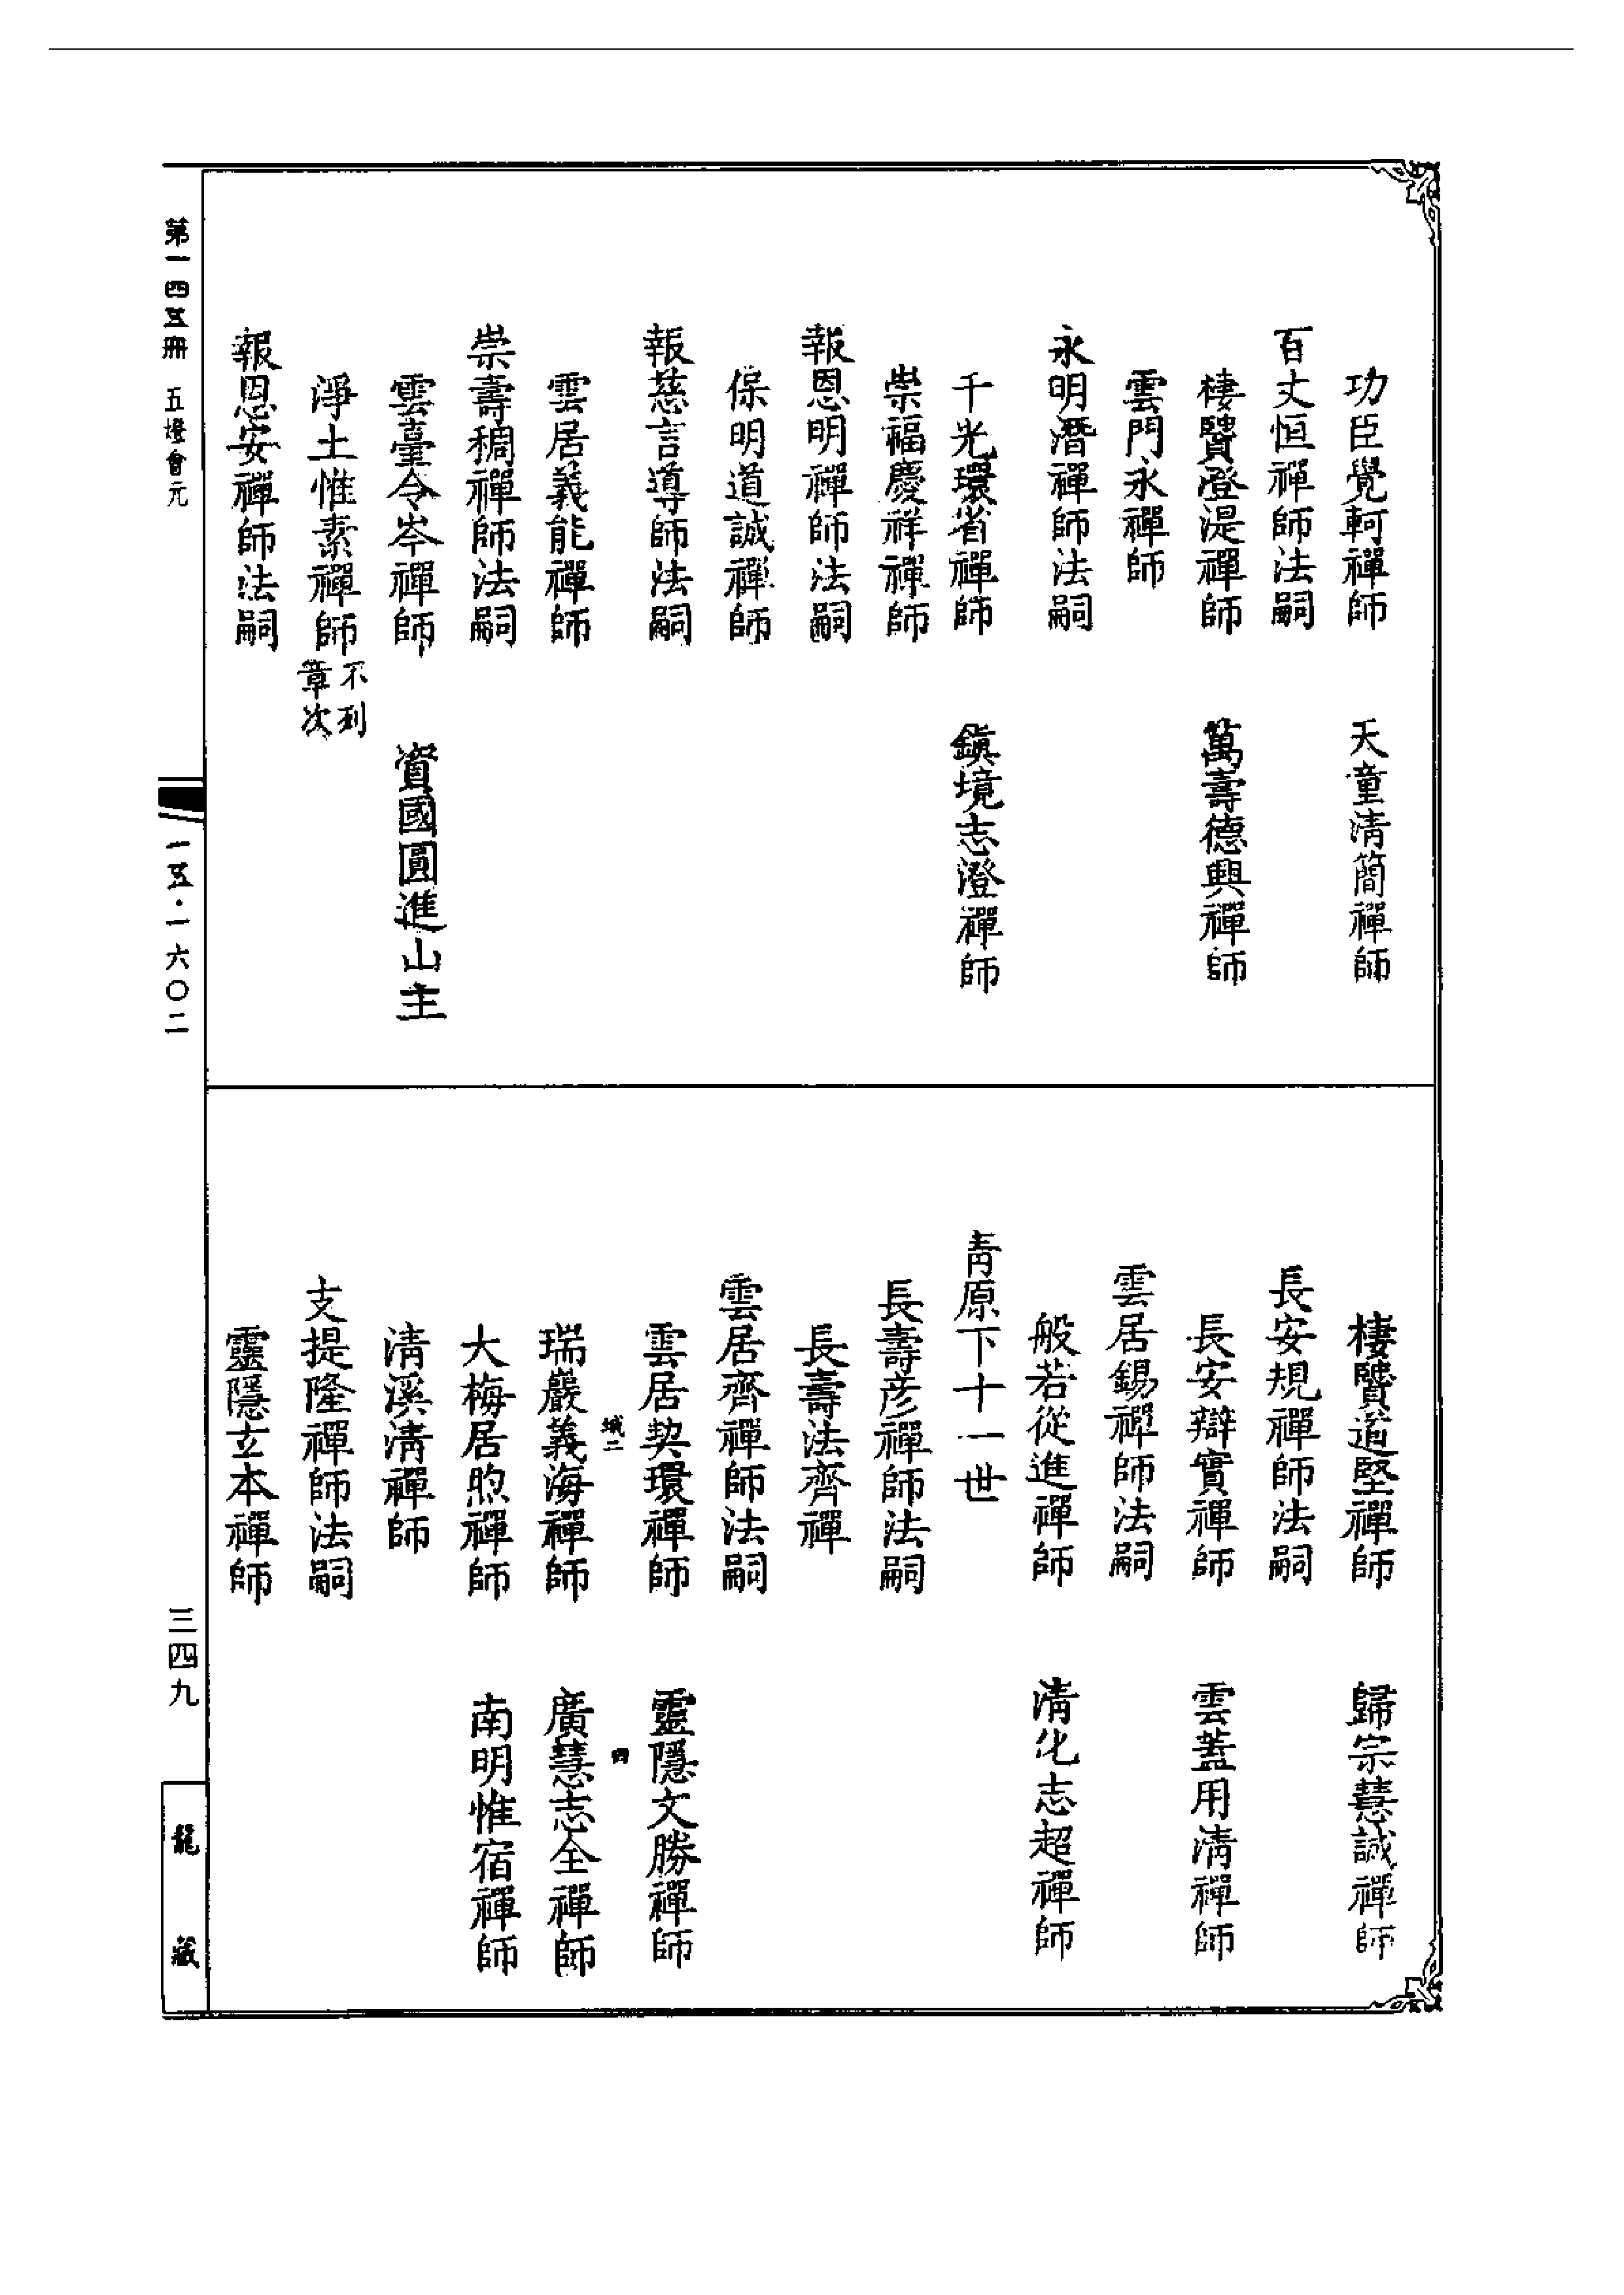 功臣覺軻禪師　天童清簡禪師
百丈恒禪師法嗣
棲賢澄湜禪師　萬壽德興禪師
雲門永禪師
永明潛禪師法嗣
千光環省禪師　鎮境志澄禪師
崇福慶祥禪師
報恩明禪師法嗣
保明道誠禪師
報慈言導師法嗣
雲居義能禪師
崇壽稠禪師法嗣
雲臺令岑禪師　資國圓進山主
淨土惟素禪師不列章次
報恩安禪師法嗣
棲賢道堅禪師　歸宗慧誠禪師
長安規禪師法嗣
長安辯實禪師　雲蓋用清禪師
雲居錫禪師法嗣
般若從進禪師　清化志超禪師
青原下十一世
長壽彥禪師法嗣
長壽法齊禪
雲居齊禪師法嗣
雲居契環禪師　靈隱文勝禪師
域二　四
瑞巖義海禪師　廣慧志全禪師
大梅居煦禪師　南明惟宿禪師
清溪清禪師
支提隆禪師法嗣
靈隱玄本禪師
第一四五冊　五燈會元　一五·一六〇二　三四九　龍藏